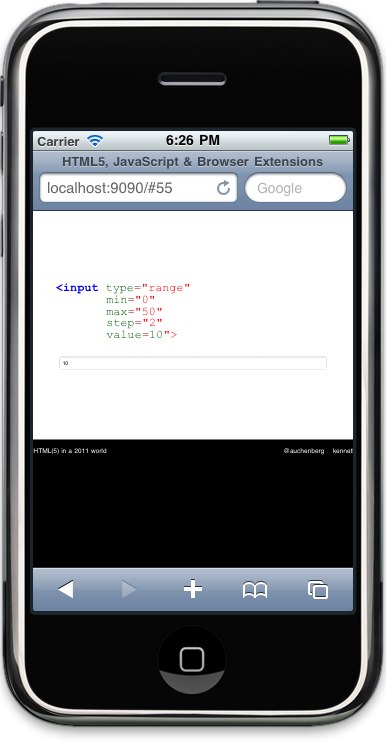 Carrier 6:26 PM
HTML5, JavaScript & Browser Extensions
localhost:9090/#55 Google
<input type="range"
min="0"
max="50"
step="2"
value=10">
10
HTML(5) in a 2011 world @auchenberg kennet